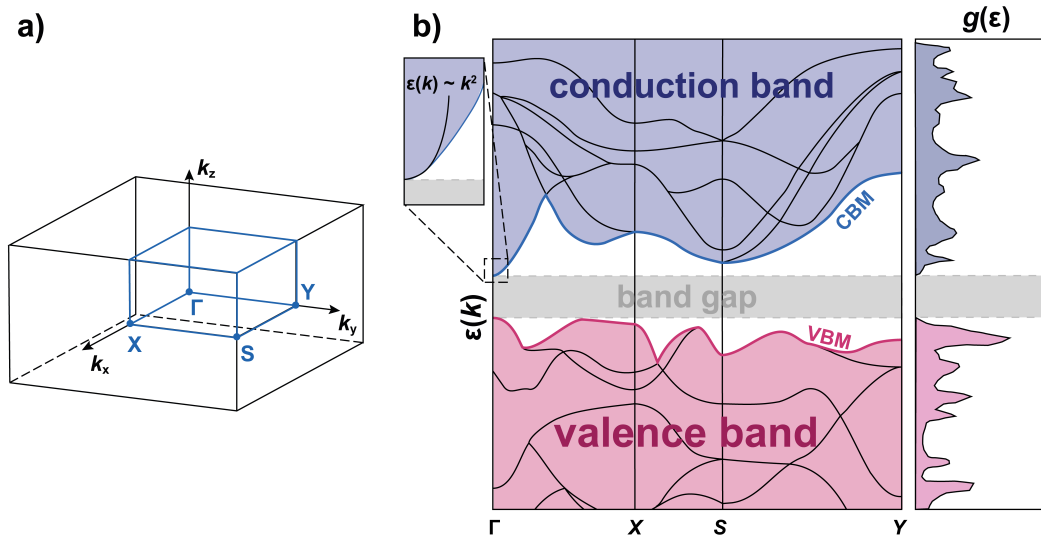 a)
k_z
Γ
Y
k_y
X
S
k_x
b)
g(ε)
ε(k) ~ k²
conduction band
CBM
band gap
ε(k)
VBM
valence band
Γ X S Y